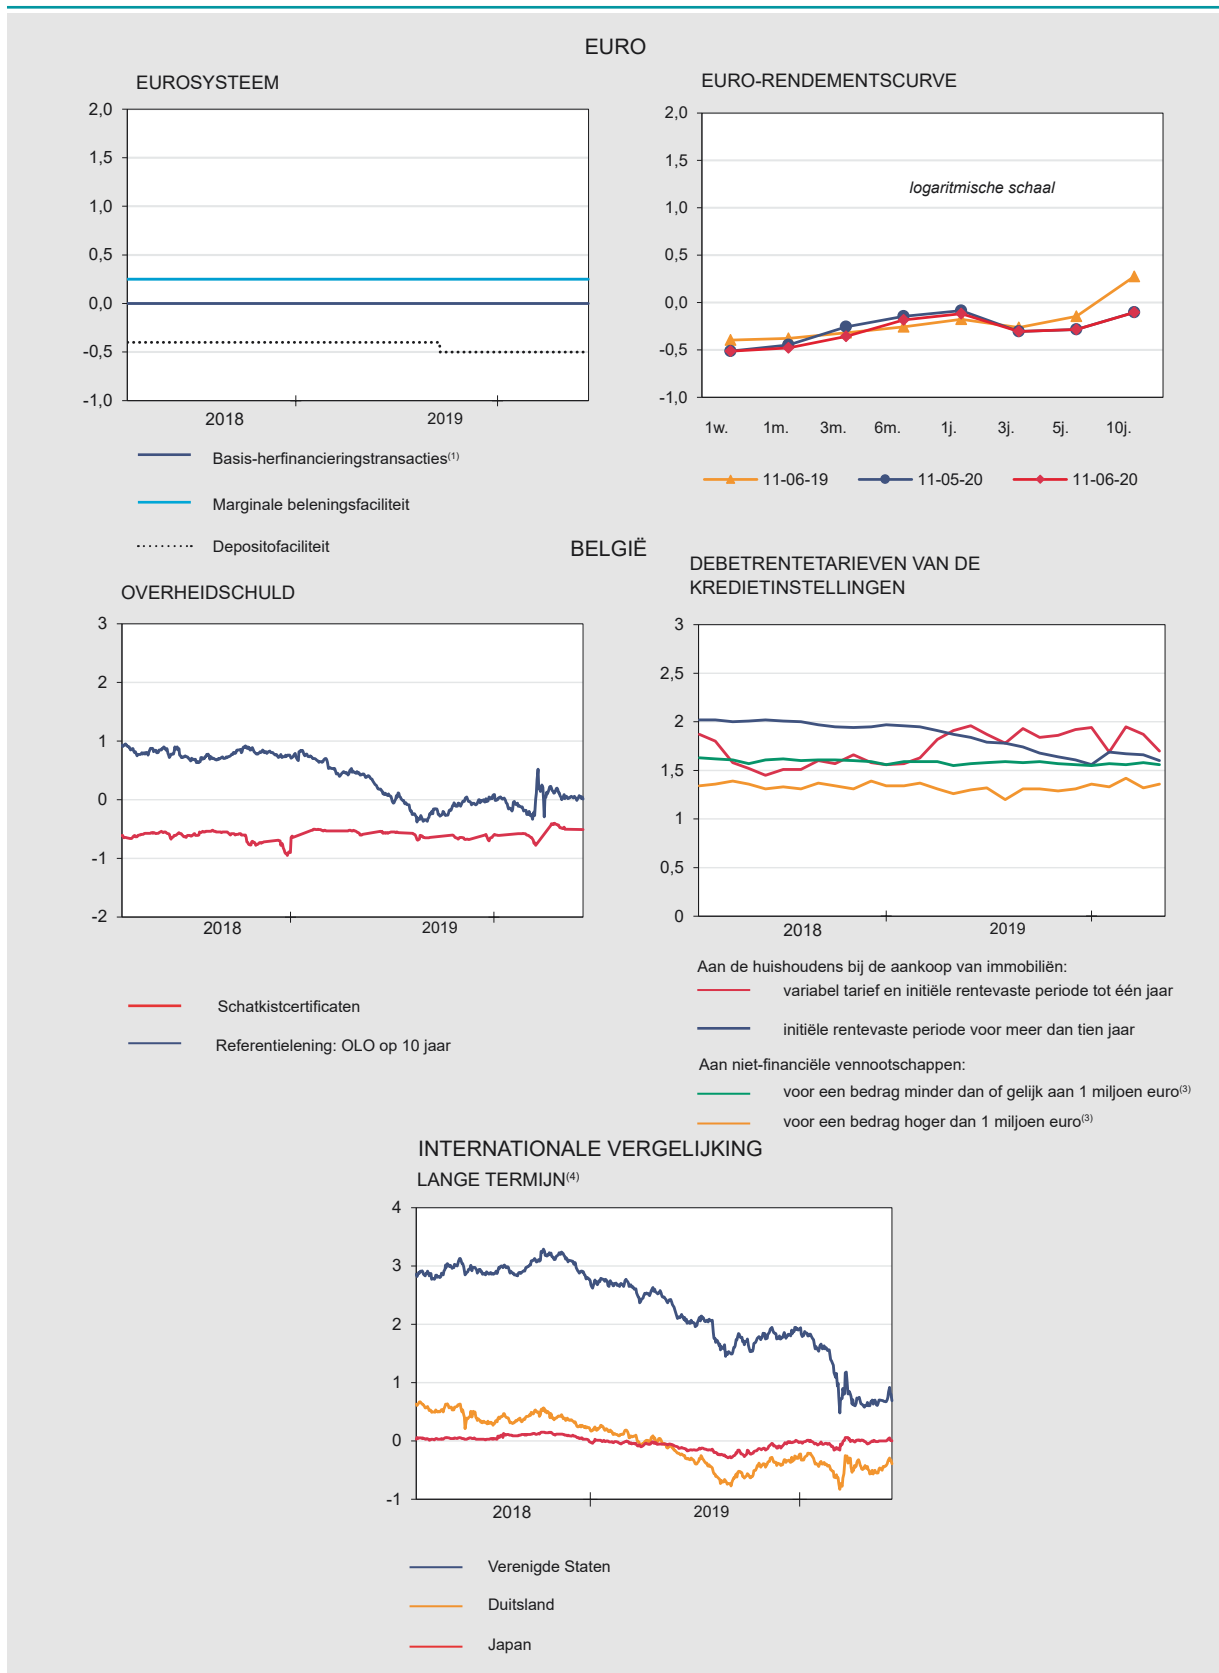 EURO
EUROSYSTEEM
2,0
1,5
1,0
0,5
0,0
-0,5
-1,0
2018 2019
Basis-herfinancieringstransacties(1)
Marginale beleningsfaciliteit
Depositofaciliteit
EURO-RENDEMENTSCURVE
2,0
1,5
1,0
0,5
0,0
-0,5
-1,0
logaritmische schaal
1w. 1m. 3m. 6m. 1j. 3j. 5j. 10j.
11-06-19 11-05-20 11-06-20
BELGIË
OVERHEIDSCHULD
3
2
1
0
-1
-2
2018 2019
Schatkistcertificaten
Referentielening: OLO op 10 jaar
DEBETRENTETARIEVEN VAN DE
KREDIETINSTELLINGEN
3
2,5
2
1,5
1
0,5
0
2018 2019
Aan de huishoudens bij de aankoop van immobiliën:
variabel tarief en initiële rentevaste periode tot één jaar
initiële rentevaste periode voor meer dan tien jaar
Aan niet-financiële vennootschappen:
voor een bedrag minder dan of gelijk aan 1 miljoen euro(3)
voor een bedrag hoger dan 1 miljoen euro(3)
INTERNATIONALE VERGELIJKING
LANGE TERMIJN(4)
4
3
2
1
0
-1
2018 2019
Verenigde Staten
Duitsland
Japan